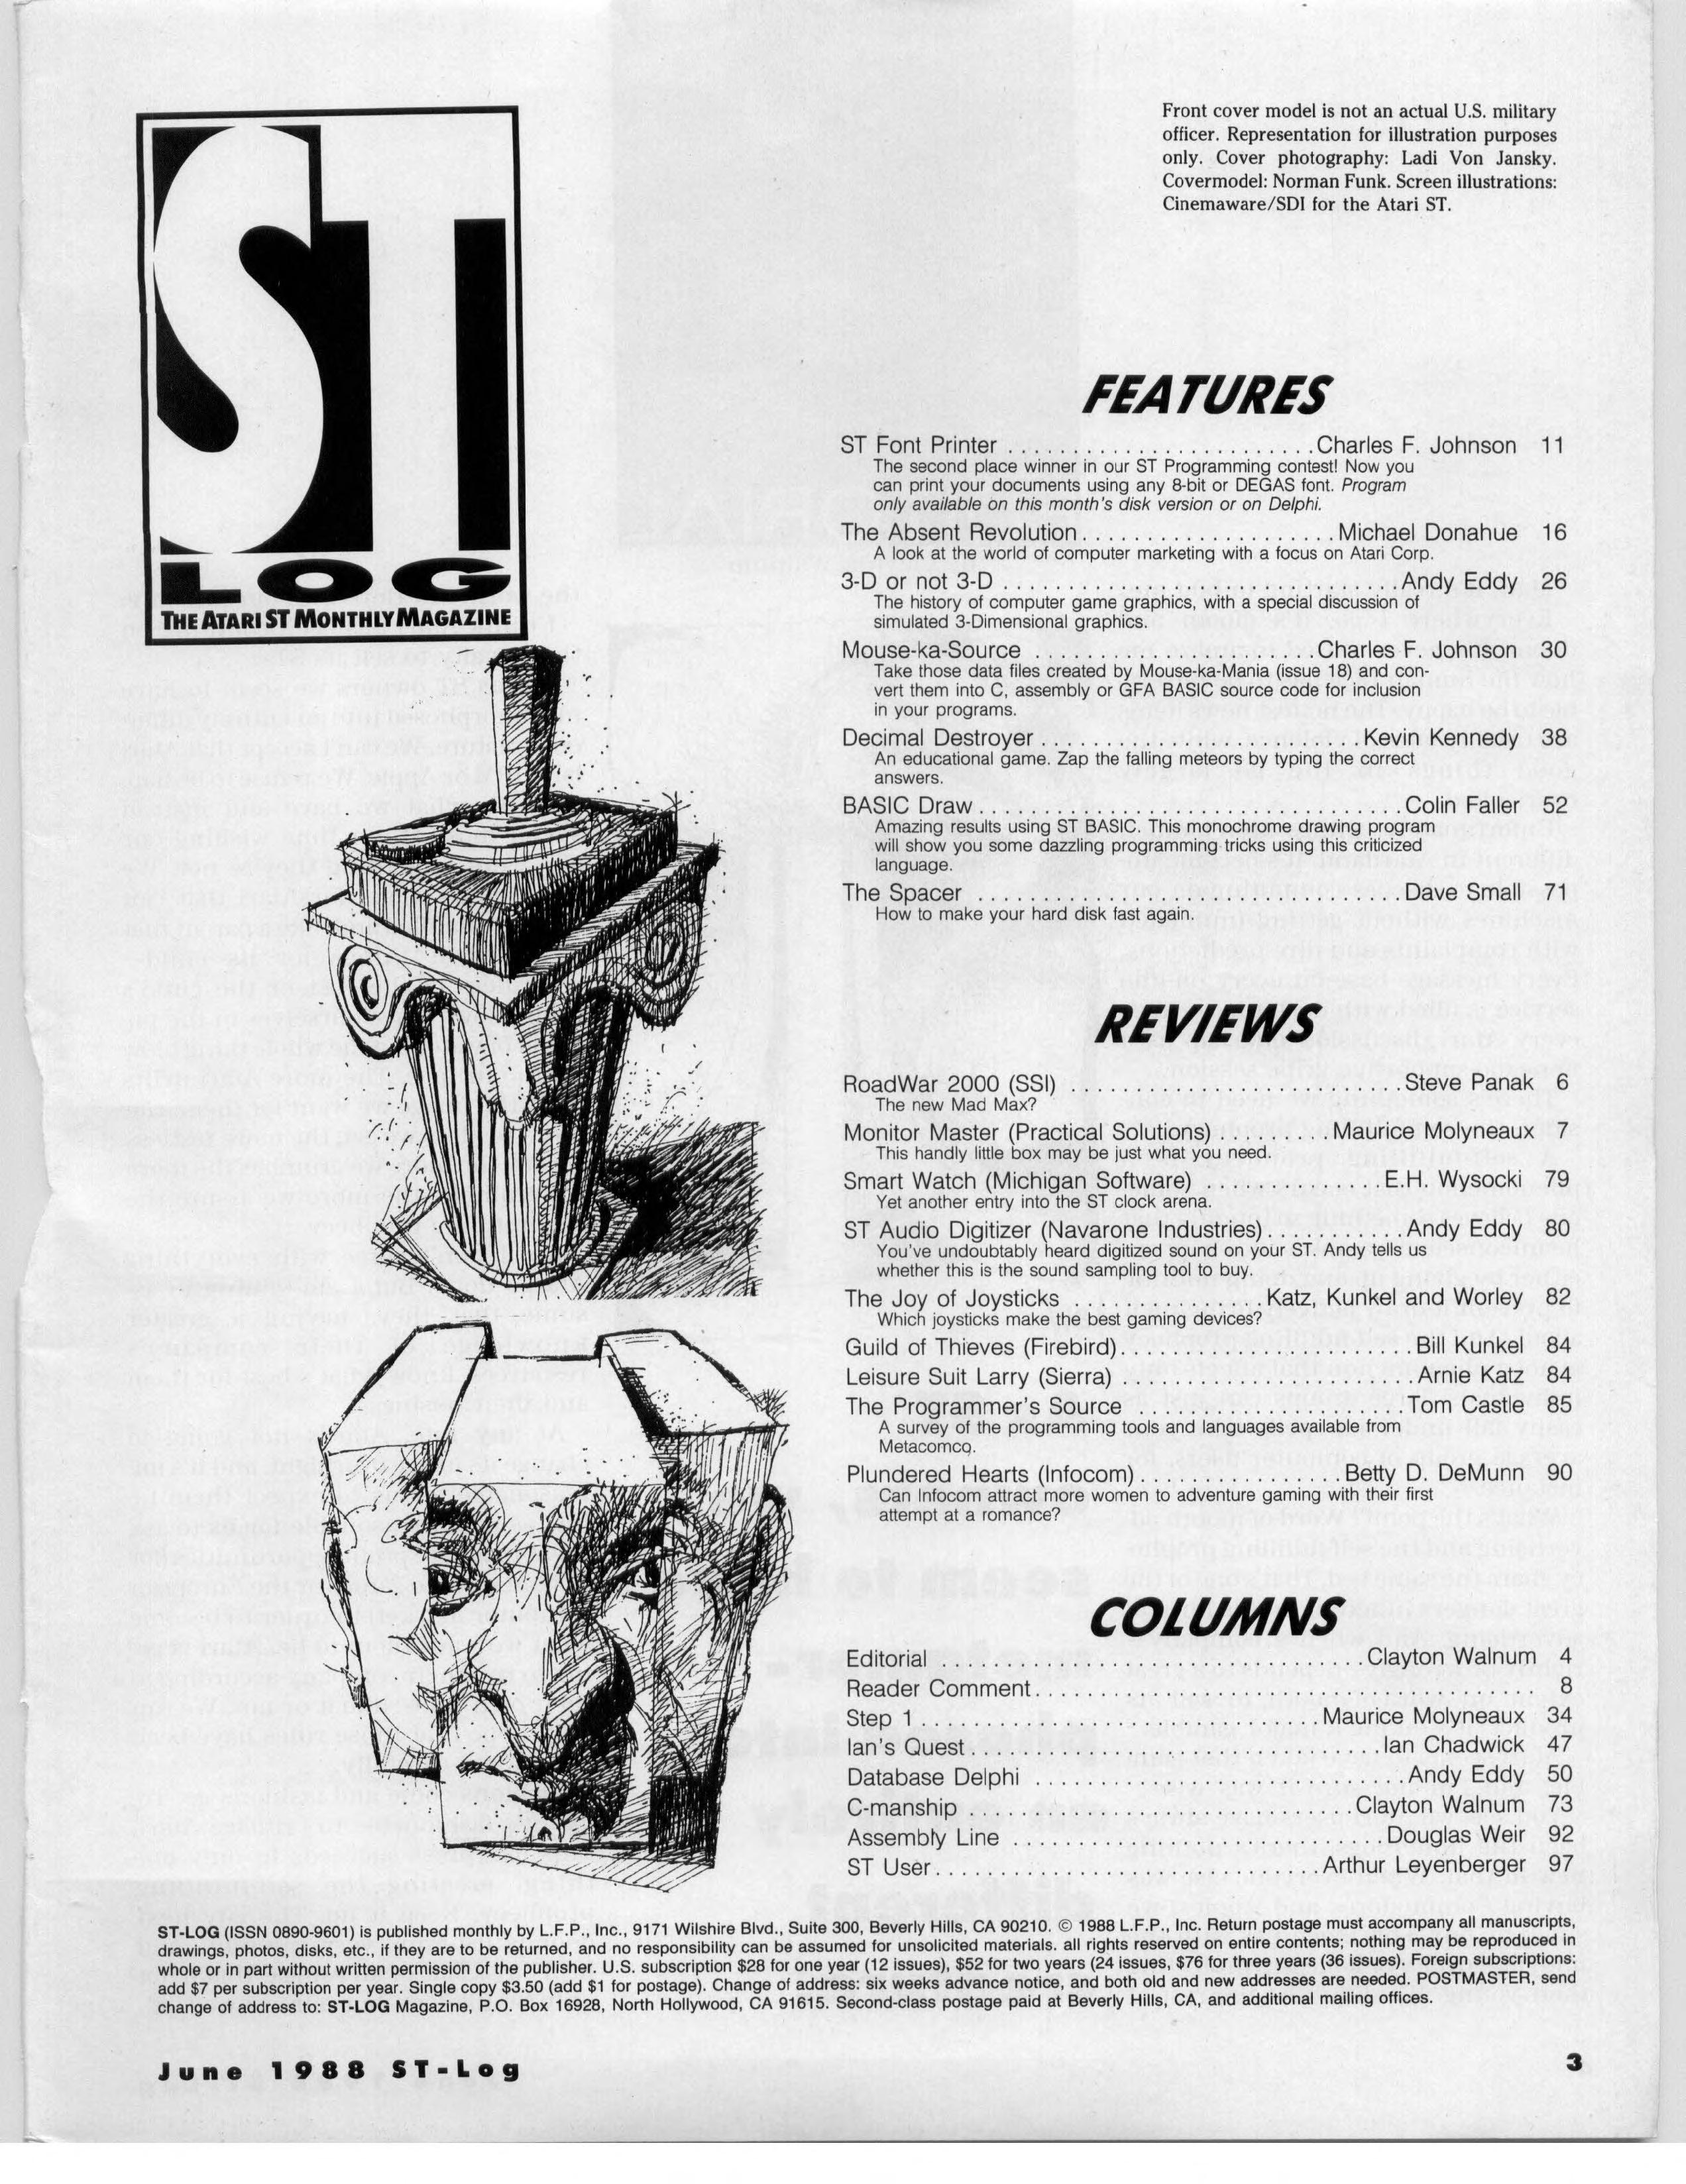 ST
LOG
THE ATARI ST MONTHLY MAGAZINE
Front cover model is not an actual U.S. military
officer. Representation for illustration purposes
only. Cover photography: Ladi Von Jansky.
Covermodel: Norman Funk. Screen illustrations:
Cinemaware/SDI for the Atari ST.
FEATURES
ST Font Printer ........................Charles F. Johnson 11
The second place winner in our ST Programming contest! Now you
can print your documents using any 8-bit or DEGAS font. Program
only available on this month's disk version or on Delphi.
The Absent Revolution....................Michael Donahue 16
A look at the world of computer marketing with a focus on Atari Corp.
3-D or not 3-D ...............................Andy Eddy 26
The history of computer game graphics, with a special discussion of
simulated 3-Dimensional graphics.
Mouse-ka-Source ......................Charles F. Johnson 30
Take those data files created by Mouse-ka-Mania (issue 18) and con-
vert them into C, assembly or GFA BASIC source code for inclusion
in your programs.
Decimal Destroyer.........................Kevin Kennedy 38
An educational game. Zap the falling meteors by typing the correct
answers.
BASIC Draw.................................Colin Faller 52
Amazing results using ST BASIC. This monochrome drawing program
will show you some dazzling programming tricks using this criticized
language.
The Spacer .................................Dave Small 71
How to make your hard disk fast again.
REVIEWS
RoadWar 2000 (SSI) ..........................Steve Panak 6
The new Mad Max?
Monitor Master (Practical Solutions).........Maurice Molyneaux 7
This handly little box may be just what you need.
Smart Watch (Michigan Software) ..............E.H. Wysocki 79
Yet another entry into the ST clock arena.
ST Audio Digitizer (Navarone Industries)...........Andy Eddy 80
You've undoubtably heard digitized sound on your ST. Andy tells us
whether this is the sound sampling tool to buy.
The Joy of Joysticks ...............Katz, Kunkel and Worley 82
Which joysticks make the best gaming devices?
Guild of Thieves (Firebird).......................Bill Kunkel 84
Leisure Suit Larry (Sierra) .......................Arnie Katz 84
The Programmer's Source .....................Tom Castle 85
A survey of the programming tools and languages available from
Metacomco.
Plundered Hearts (Infocom)................Betty D. DeMunn 90
Can Infocom attract more women to adventure gaming with their first
attempt at a romance?
COLUMNS
Editorial .................................Clayton Walnum 4
Reader Comment....................................... 8
Step 1...............................Maurice Molyneaux 34
Ian's Quest................................Ian Chadwick 47
Database Delphi .............................Andy Eddy 50
C-manship ..............................Clayton Walnum 73
Assembly Line .............................Douglas Weir 92
ST User..............................Arthur Leyenberger 97
ST-LOG (ISSN 0890-9601) is published monthly by L.F.P., Inc., 9171 Wilshire Blvd., Suite 300, Beverly Hills, CA 90210. © 1988 L.F.P., Inc. Return postage must accompany all manuscripts,
drawings, photos, disks, etc., if they are to be returned, and no responsibility can be assumed for unsolicited materials. all rights reserved on entire contents; nothing may be reproduced in
whole or in part without written permission of the publisher. U.S. subscription $28 for one year (12 issues), $52 for two years (24 issues, $76 for three years (36 issues). Foreign subscriptions:
add $7 per subscription per year. Single copy $3.50 (add $1 for postage). Change of address: six weeks advance notice, and both old and new addresses are needed. POSTMASTER, send
change of address to: ST-LOG Magazine, P.O. Box 16928, North Hollywood, CA 91615. Second-class postage paid at Beverly Hills, CA, and additional mailing offices.
June 1988 ST-Log
3